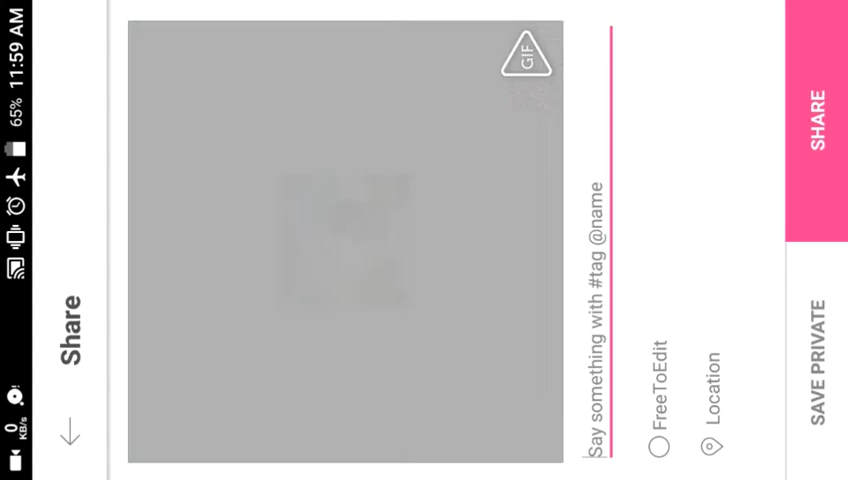 0 KB/s 65% 11:59 AM
Share
GIF
Say something with #tag @name
FreeToEdit
Location
SAVE PRIVATE
SHARE